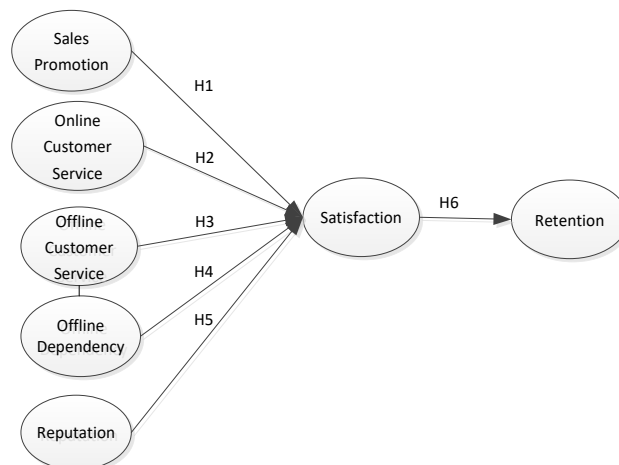 Sales
Promotion
H1
Online
Customer
Service
H2
Offline
Customer
Service
H3
Satisfaction
H6
Retention
H4
Offline
Dependency
H5
Reputation